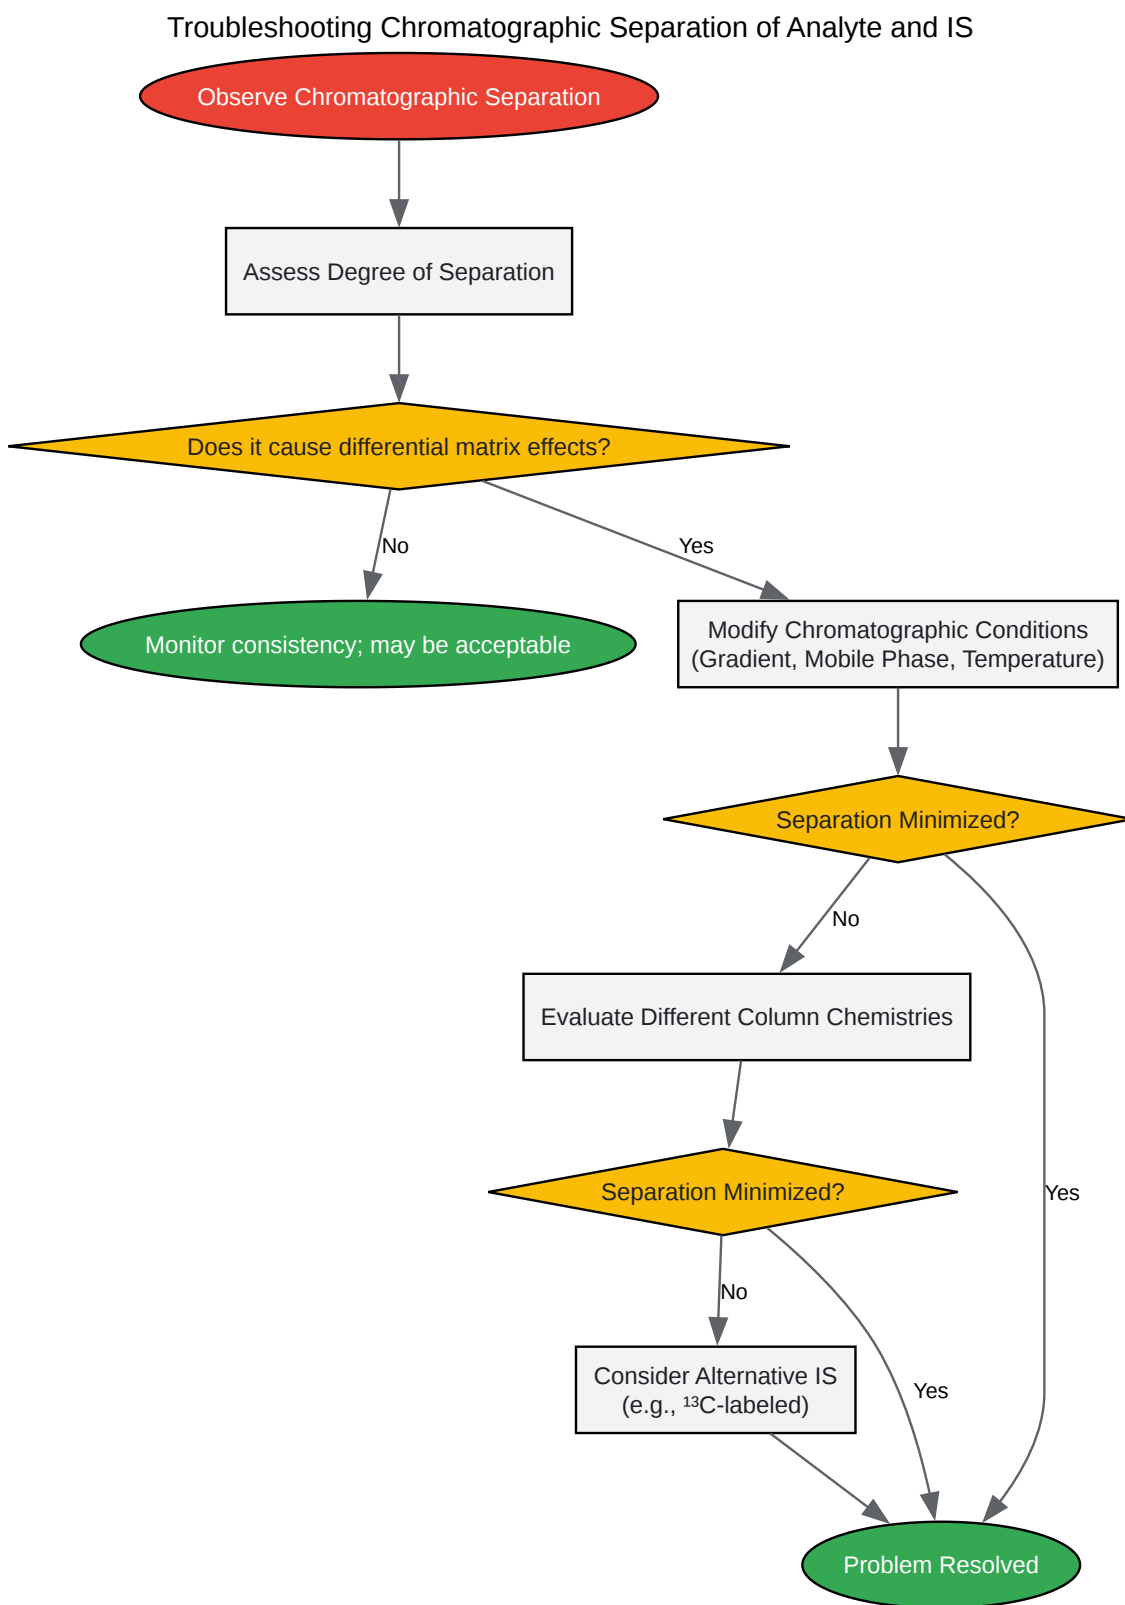 Troubleshooting Chromatographic Separation of Analyte and IS
Observe Chromatographic Separation
Assess Degree of Separation
Does it cause differential matrix effects?
No
Yes
Monitor consistency; may be acceptable
Modify Chromatographic Conditions
(Gradient, Mobile Phase, Temperature)
Separation Minimized?
No
Evaluate Different Column Chemistries
Separation Minimized?
Yes
No
Consider Alternative IS
(e.g., ¹³C-labeled)
Yes
Problem Resolved